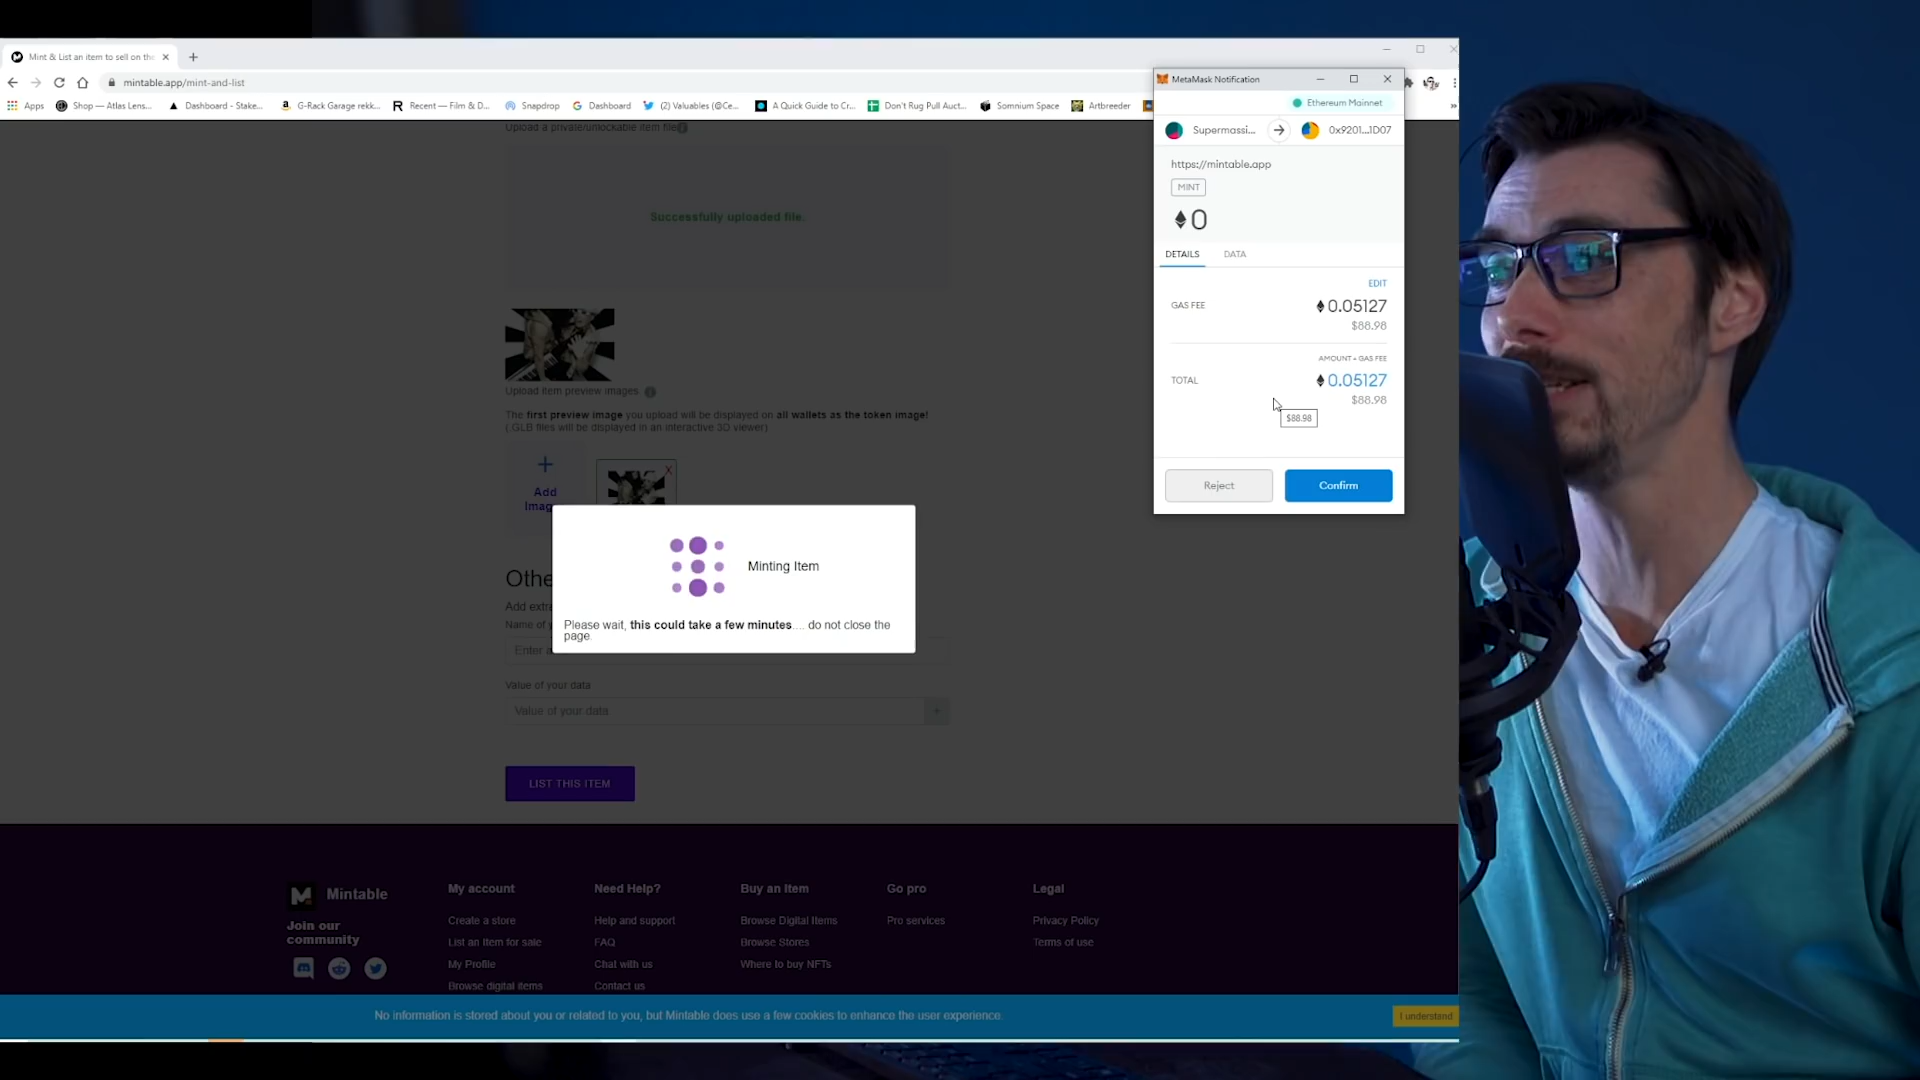 Mint & List an item to sell on the
mintable.app/mint-and-list
Apps
Shop — Atlas Lens...
Dashboard - Stake...
G-Rack Garage rekk...
Recent — Film & D...
Snapdrop
Dashboard
(2) Valuables (@Ce...
A Quick Guide to Cr...
Don't Rug Pull Auct...
Somnium Space
Artbreeder
»
Upload a private/unlockable item file
Successfully uploaded file.
Upload item preview images
The first preview image you upload will be displayed on all wallets as the token image!
(.GLB files will be displayed in an interactive 3D viewer)
+
Add
Imag
X
Minting Item
Please wait, this could take a few minutes.... do not close the
page.
Othe
Add extr
Name of
Enter a
Value of your data
Value of your data
LIST THIS ITEM
MetaMask Notification
Ethereum Mainnet
Supermassi...
0x9201...1D07
https://mintable.app
MINT
0
DETAILS
DATA
EDIT
GAS FEE
0.05127
$88.98
AMOUNT + GAS FEE
TOTAL
0.05127
$88.98
$88.98
Reject
Confirm
Mintable
Join our
community
My account
Create a store
List an Item for sale
My Profile
Browse digital items
Need Help?
Help and support
FAQ
Chat with us
Contact us
Buy an Item
Browse Digital Items
Browse Stores
Where to buy NFTs
Go pro
Pro services
Legal
Privacy Policy
Terms of use
No information is stored about you or related to you, but Mintable does use a few cookies to enhance the user experience.
I understand